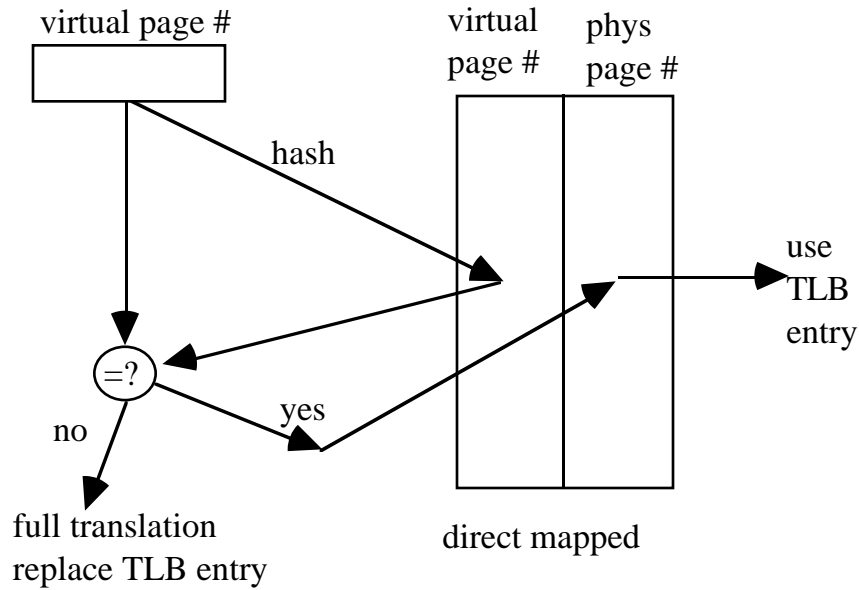 virtual page #
virtual
page #
phys
page #
hash
use
TLB
entry
=?
yes
no
full translation
replace TLB entry
direct mapped